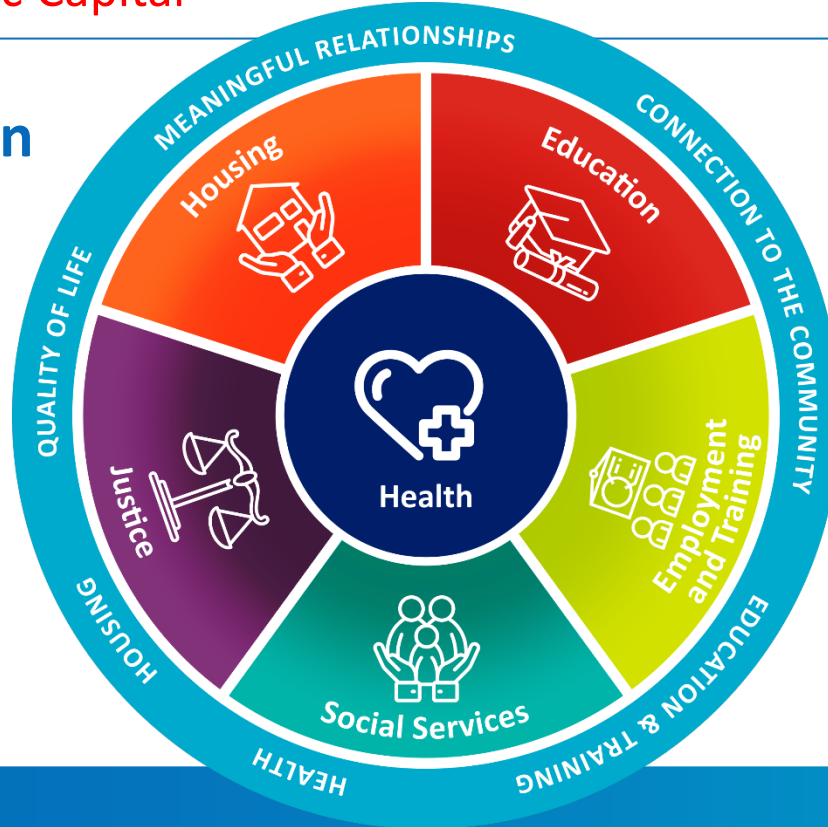 e Capital
n
MEANINGFUL RELATIONSHIPS
CONNECTION TO THE COMMUNITY
EDUCATION & TRAINING
HEALTH
HOUSING
QUALITY OF LIFE
Housing
Education
Employment
and Training
Social Services
Justice
Health